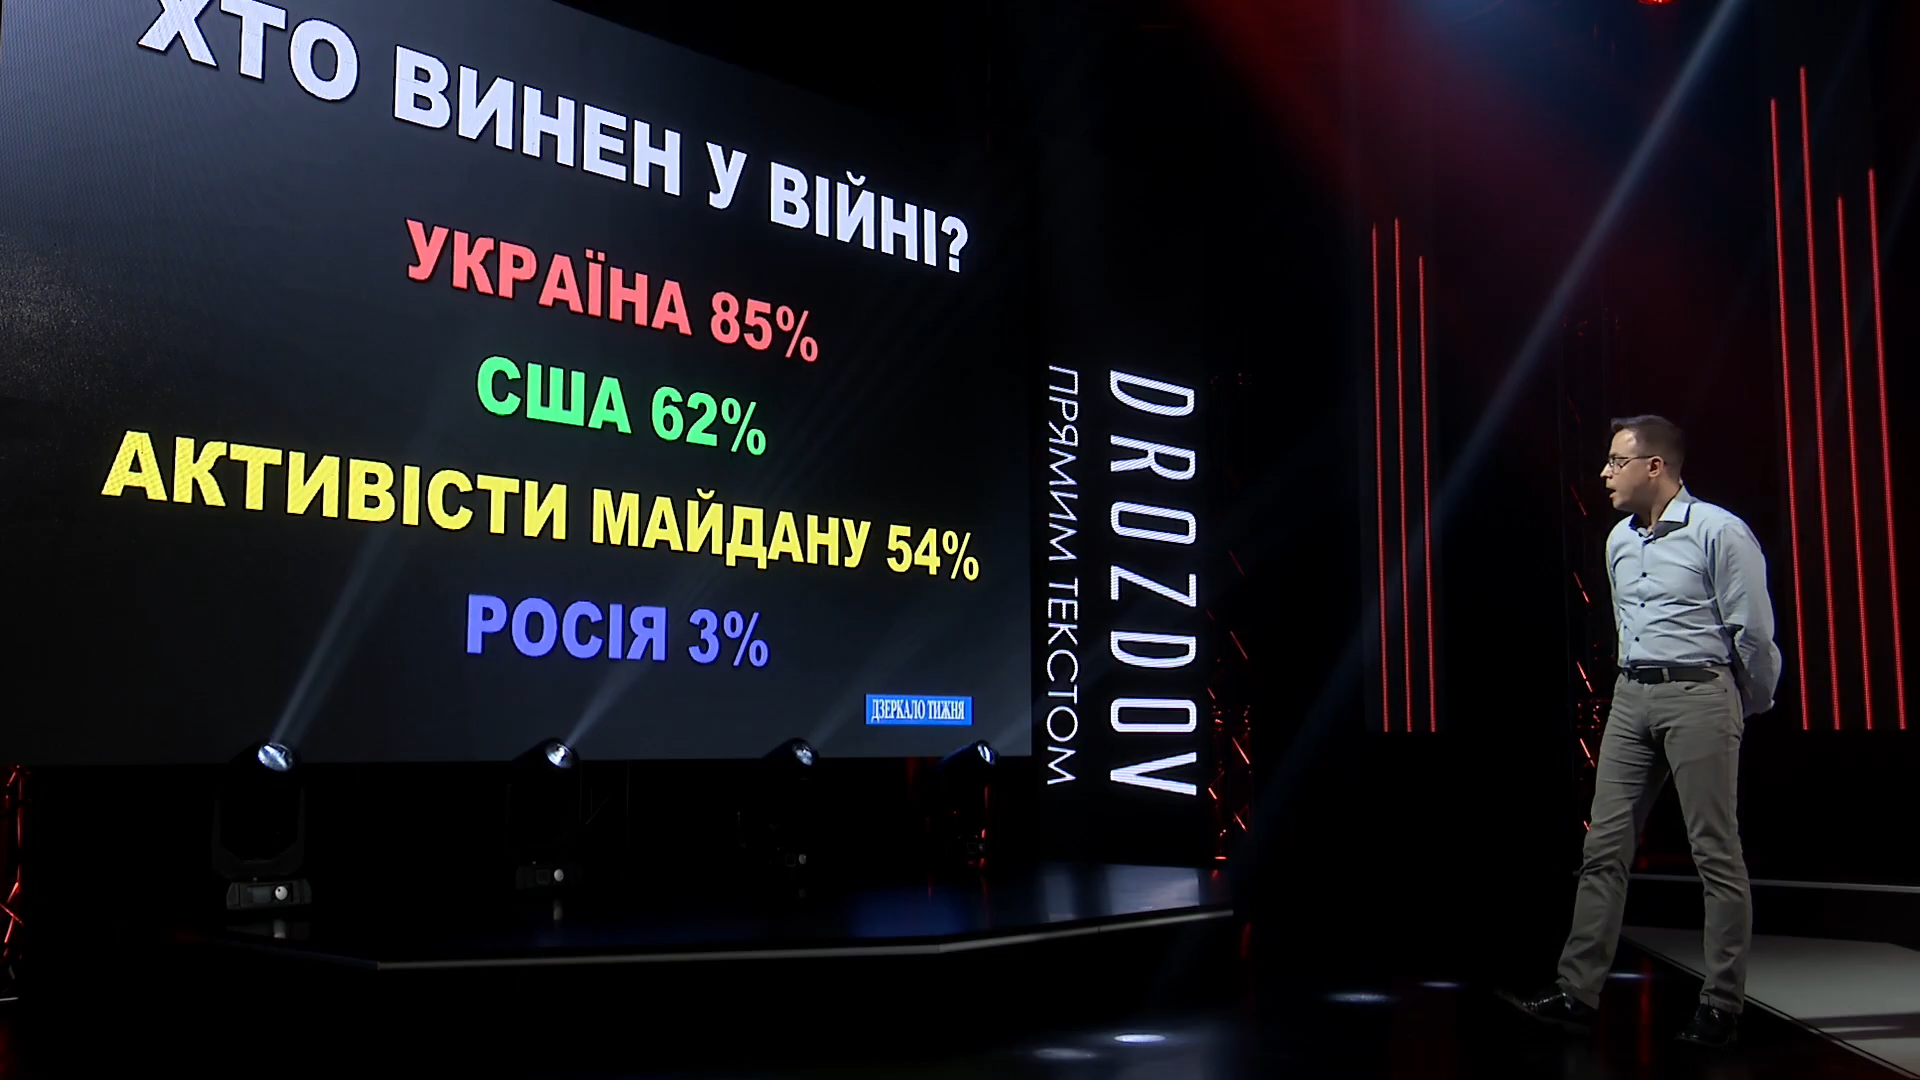 ХТО ВИНЕН У ВІЙНІ?
УКРАЇНА 85%
США 62%
АКТИВІСТИ МАЙДАНУ 54%
РОСІЯ 3%
ДЗЕРКАЛО ТИЖНЯ
DROZDOV
ПРЯМИМ ТЕКСТОМ